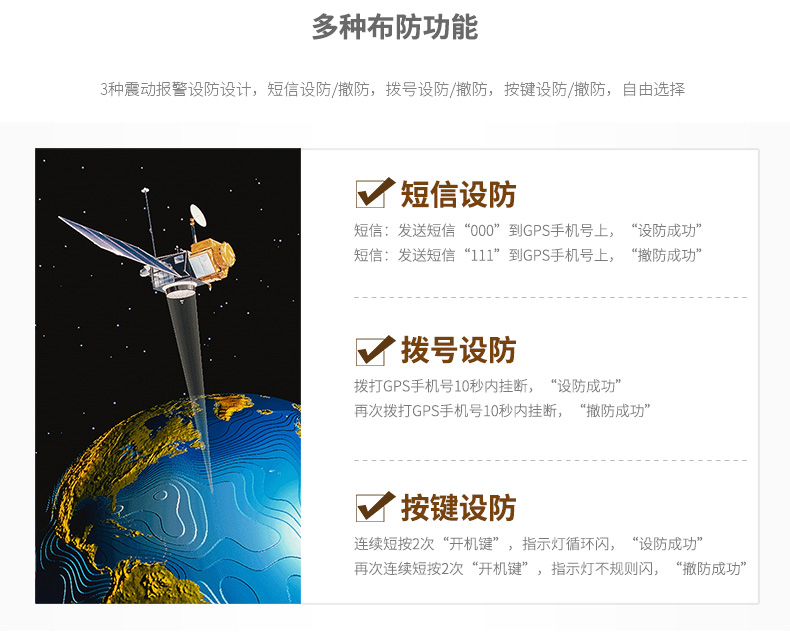 多种布防功能
3种震动报警设防设计，短信设防/撤防，拨号设防/撤防，按键设防/撤防，自由选择
短信设防
短信：发送短信“000”到GPS手机号上，“设防成功”
短信：发送短信“111”到GPS手机号上，“撤防成功”
拨号设防
拨打GPS手机号10秒内挂断，“设防成功”
再次拨打GPS手机号10秒内挂断，“撤防成功”
按键设防
连续短按2次“开机键”，指示灯循环闪，“设防成功”
再次连续短按2次“开机键”，指示灯不规则闪，“撤防成功”